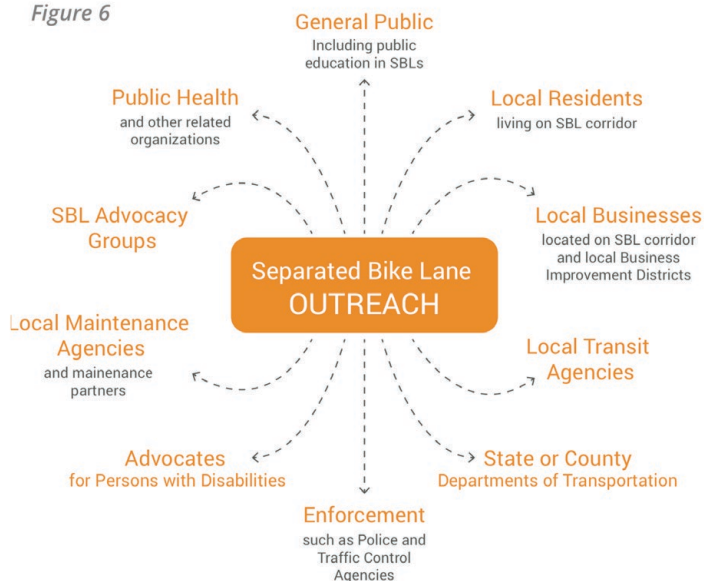 Figure 6
General Public
Including public
education in SBLs
Public Health
and other related
organizations
Local Residents
living on SBL corridor
SBL Advocacy
Groups
Local Businesses
located on SBL corridor
and local Business
Improvement Districts
Separated Bike Lane
OUTREACH
Local Maintenance
Agencies
and mainenance
partners
Local Transit
Agencies
Advocates
for Persons with Disabilities
State or County
Departments of Transportation
Enforcement
such as Police and
Traffic Control
Agencies